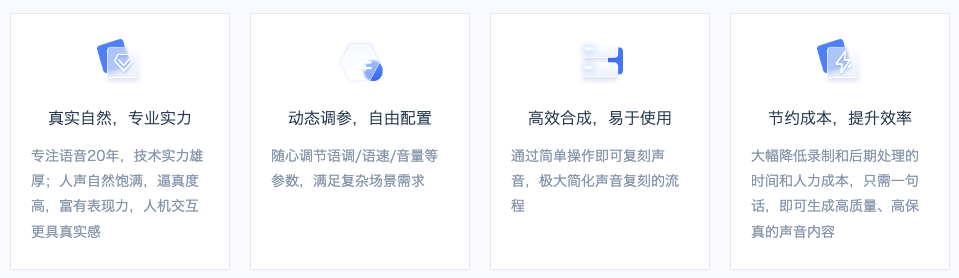 真实自然，专业实力
专注语音20年，技术实力雄
厚；人声自然饱满，逼真度
高，富有表现力，人机交互
更具真实感
动态调参，自由配置
随心调节语调/语速/音量等
参数，满足复杂场景需求
高效合成，易于使用
通过简单操作即可复刻声
音，极大简化声音复刻的流
程
节约成本，提升效率
大幅降低录制和后期处理的
时间和人力成本，只需一句
话，即可生成高质量、高保
真的声音内容